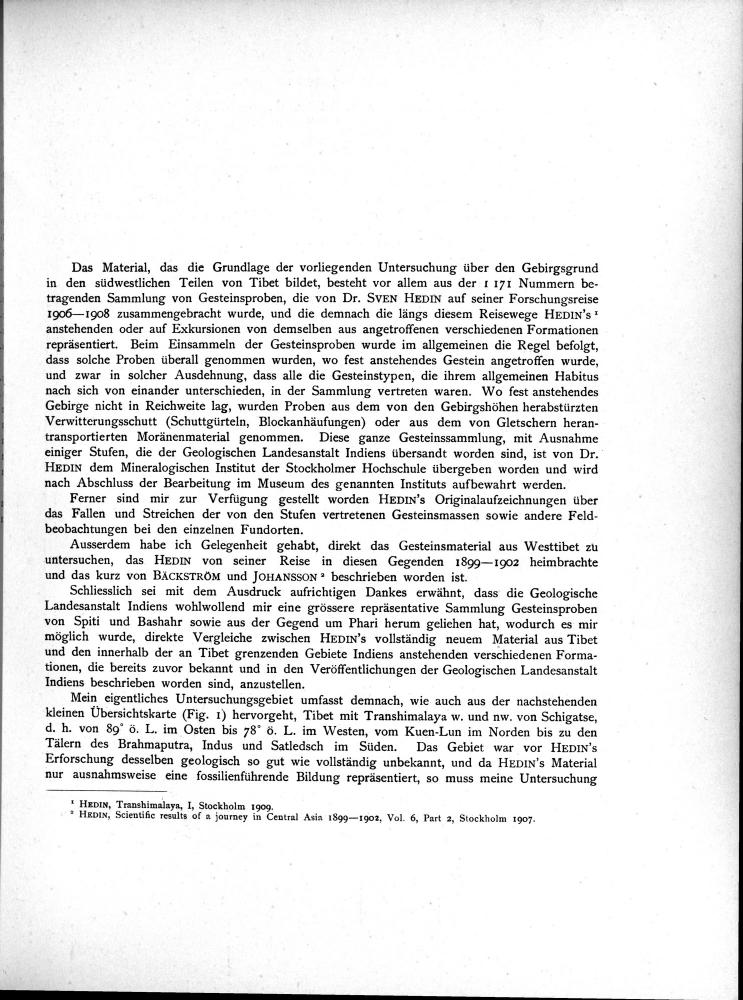 Das Material, das die Grundlage der vorliegenden Untersuchung über den Gebirgsgrund
in den südwestlichen Teilen von Tibet bildet, besteht vor allem aus der 1 171 Nummern be-
tragenden Sammlung von Gesteinsproben, die von Dr. SVEN HEDIN auf seiner Forschungsreise
1906—1908 zusammengebracht wurde, und die demnach die längs diesem Reisewege HEDIN's ¹
anstehenden oder auf Exkursionen von demselben aus angetroffenen verschiedenen Formationen
repräsentiert. Beim Einsammeln der Gesteinsproben wurde im allgemeinen die Regel befolgt,
dass solche Proben überall genommen wurden, wo fest anstehendes Gestein angetroffen wurde,
und zwar in solcher Ausdehnung, dass alle die Gesteinstypen, die ihrem allgemeinen Habitus
nach sich von einander unterschieden, in der Sammlung vertreten waren. Wo fest anstehendes
Gebirge nicht in Reichweite lag, wurden Proben aus dem von den Gebirgshöhen herabstürzten
Verwitterungsschutt (Schuttgürteln, Blockanhäufungen) oder aus dem von Gletschern heran-
transportierten Moränenmaterial genommen. Diese ganze Gesteinssammlung, mit Ausnahme
einiger Stufen, die der Geologischen Landesanstalt Indiens übersandt worden sind, ist von Dr.
HEDIN dem Mineralogischen Institut der Stockholmer Hochschule übergeben worden und wird
nach Abschluss der Bearbeitung im Museum des genannten Instituts aufbewahrt werden.
Ferner sind mir zur Verfügung gestellt worden HEDIN's Originalaufzeichnungen über
das Fallen und Streichen der von den Stufen vertretenen Gesteinsmassen sowie andere Feld-
beobachtungen bei den einzelnen Fundorten.
Ausserdem habe ich Gelegenheit gehabt, direkt das Gesteinsmaterial aus Westtibet zu
untersuchen, das HEDIN von seiner Reise in diesen Gegenden 1899—1902 heimbrachte
und das kurz von BÄCKSTRÖM und JOHANSSON ² beschrieben worden ist.
Schliesslich sei mit dem Ausdruck aufrichtigen Dankes erwähnt, dass die Geologische
Landesanstalt Indiens wohlwollend mir eine grössere repräsentative Sammlung Gesteinsproben
von Spiti und Bashahr sowie aus der Gegend um Phari herum geliehen hat, wodurch es mir
möglich wurde, direkte Vergleiche zwischen HEDIN's vollständig neuem Material aus Tibet
und den innerhalb der an Tibet grenzenden Gebiete Indiens anstehenden verschiedenen Forma-
tionen, die bereits zuvor bekannt und in den Veröffentlichungen der Geologischen Landesanstalt
Indiens beschrieben worden sind, anzustellen.
Mein eigentliches Untersuchungsgebiet umfasst demnach, wie auch aus der nachstehenden
kleinen Übersichtskarte (Fig. 1) hervorgeht, Tibet mit Transhimalaya w. und nw. von Schigatse,
d. h. von 89° ö. L. im Osten bis 78° ö. L. im Westen, vom Kuen-Lun im Norden bis zu den
Tälern des Brahmaputra, Indus und Satledsch im Süden. Das Gebiet war vor HEDIN's
Erforschung desselben geologisch so gut wie vollständig unbekannt, und da HEDIN's Material
nur ausnahmsweise eine fossilienführende Bildung repräsentiert, so muss meine Untersuchung
¹ HEDIN, Transhimalaya, I, Stockholm 1909.
² HEDIN, Scientific results of a journey in Central Asia 1899—1902, Vol. 6, Part 2, Stockholm 1907.